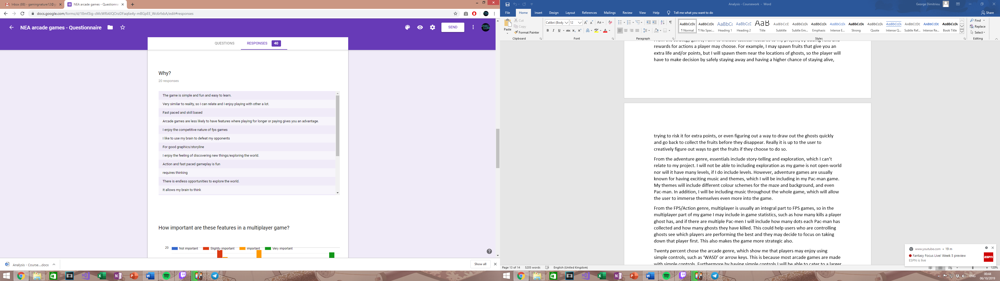 Inbox (88) - gamingnature12@g
NEA arcade games - Questionna
docs.google.com/forms/d/18mf3ig-cMcWRi4JQOrzDFaq6e4y-mBGpEE_Wc6rfxbA/edit#responses
NEA arcade games - Questionnaire
SEND
QUESTIONS
RESPONSES 40
Why?
20 responses
The game is simple and fun and easy to learn.
Very similar to reality, so I can relate and I enjoy playing with other a lot.
Fast paced and skill based
Arcade games are less likely to have features where playing for longer or paying gives you an advantage.
I enjoy the competitive nature of fps games
I like to use my brain to defeat my opponents
For good graphics/storyline
I enjoy the feeling of discovering new things/exploring the world.
Action and fast paced gameplay is fun
requires thinking
There is endless opportunities to explore the world.
It allows my brain to think
How important are these features in a multiplayer game?
20
Not important Slightly important important Very important
Analysis - Course....docx
Show all
Analysis - Coursework - Word
George Dimitriou
File Home Insert Design Layout References Mailings Review View Help Tell me what you want to do
Share
Paste
Cut
Copy
Format Painter
Clipboard
Calibri (Body) 12
Font
Paragraph
AaBbCcDc AaBbCcDc AaBbCc AaBbCcE AaB AaBbCcD AaBbCcDc AaBbCcDc AaBbCcDc AaBbCcDc AaBbCcDc AaBbCcDc AaBbCcDc AaBbCcDc AaBbCcDc
¶ Normal ¶ No Spac... Heading 1 Heading 2 Title Subtitle Subtle Em... Emphasis Intense E... Strong Quote Intense Q... Subtle Ref... Intense Re... Book Title
Styles
Find
Replace
Select
Editing
From the strategy genre, I aim to include tactical features to my project, by adding risks and
rewards for actions a player may choose. For example, I may spawn fruits that give you an
extra life and/or points, but I will spawn them near the locations of ghosts, so the player will
have to make decision by safely staying away and having a higher chance of staying alive,
trying to risk it for extra points, or even figuring out a way to draw out the ghosts quickly
and go back to collect the fruits before they disappear. Really it is up to the user to
creatively figure out ways to get the fruits if they choose to do so.
From the adventure genre, essentials include story-telling and exploration, which I can't
relate to my project. I will not be able to including exploration as my game is not open-world
nor will it have many levels, if I do include levels. However, adventure games are usually
known for having exciting music and themes, which I will be including in my Pac-man game.
My themes will include different colour schemes for the maze and background, and even
Pac-man. In addition, I will be including music throughout the whole game, which will allow
the user to immerse themselves even more into the game.
From the FPS/Action genre, multiplayer is usually an integral part to FPS games, so in the
multiplayer part of my game I may include in game statistics, such as how many kills a player
ghost has, and if there are multiple Pac-men I will include how many dots each Pac-man has
collected and how many ghosts they have killed. This could help users who are controlling
ghosts see which players are performing the best and they may decide to focus on taking
down that player first. This also makes the game more strategic also.
Twenty percent chose the arcade genre, which show me that players may enjoy using
simple controls, such as ‘WASD’ or arrow keys. This is because most arcade games are made
with simple controls. Furthermore by having simple controls I will be able to cater to a larger
www.youtube.com • 19 m
Fantasy Focus Live! Week 5 preview
ESPN is live
ESPN
Page 13 of 14 5205 words English (United Kingdom)
120%
ENG
00:44
06/10/2019